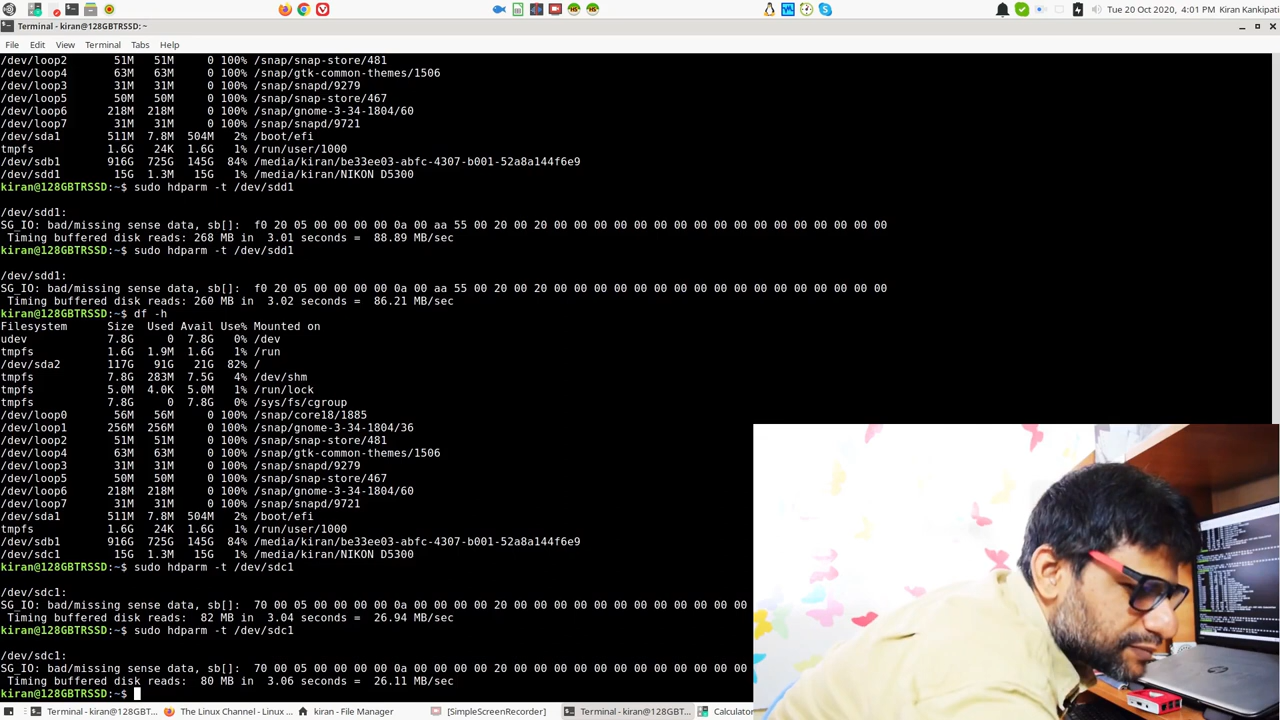 Tue 20 Oct 2020, 4:01 PM Kiran Kankipati
Terminal - kiran@128GBTRSSD: ~
File Edit View Terminal Tabs Help
/dev/loop2 51M 51M 0 100% /snap/snap-store/481
/dev/loop4 63M 63M 0 100% /snap/gtk-common-themes/1506
/dev/loop3 31M 31M 0 100% /snap/snapd/9279
/dev/loop5 50M 50M 0 100% /snap/snap-store/467
/dev/loop6 218M 218M 0 100% /snap/gnome-3-34-1804/60
/dev/loop7 31M 31M 0 100% /snap/snapd/9721
/dev/sda1 511M 7.8M 504M 2% /boot/efi
tmpfs 1.6G 24K 1.6G 1% /run/user/1000
/dev/sdb1 916G 725G 145G 84% /media/kiran/be33ee03-abfc-4307-b001-52a8a144f6e9
/dev/sdd1 15G 1.3M 15G 1% /media/kiran/NIKON D5300
kiran@128GBTRSSD:~$ sudo hdparm -t /dev/sdd1
/dev/sdd1:
SG_IO: bad/missing sense data, sb[]: f0 20 05 00 00 00 00 0a 00 aa 55 00 20 00 20 00 00 00 00 00 00 00 00 00 00 00 00 00 00 00 00 00
Timing buffered disk reads: 268 MB in 3.01 seconds = 88.89 MB/sec
kiran@128GBTRSSD:~$ sudo hdparm -t /dev/sdd1
/dev/sdd1:
SG_IO: bad/missing sense data, sb[]: f0 20 05 00 00 00 00 0a 00 aa 55 00 20 00 20 00 00 00 00 00 00 00 00 00 00 00 00 00 00 00 00 00
Timing buffered disk reads: 260 MB in 3.02 seconds = 86.21 MB/sec
kiran@128GBTRSSD:~$ df -h
Filesystem Size Used Avail Use% Mounted on
udev 7.8G 0 7.8G 0% /dev
tmpfs 1.6G 1.9M 1.6G 1% /run
/dev/sda2 117G 91G 21G 82% /
tmpfs 7.8G 283M 7.5G 4% /dev/shm
tmpfs 5.0M 4.0K 5.0M 1% /run/lock
tmpfs 7.8G 0 7.8G 0% /sys/fs/cgroup
/dev/loop0 56M 56M 0 100% /snap/core18/1885
/dev/loop1 256M 256M 0 100% /snap/gnome-3-34-1804/36
/dev/loop2 51M 51M 0 100% /snap/snap-store/481
/dev/loop4 63M 63M 0 100% /snap/gtk-common-themes/1506
/dev/loop3 31M 31M 0 100% /snap/snapd/9279
/dev/loop5 50M 50M 0 100% /snap/snap-store/467
/dev/loop6 218M 218M 0 100% /snap/gnome-3-34-1804/60
/dev/loop7 31M 31M 0 100% /snap/snapd/9721
/dev/sda1 511M 7.8M 504M 2% /boot/efi
tmpfs 1.6G 24K 1.6G 1% /run/user/1000
/dev/sdb1 916G 725G 145G 84% /media/kiran/be33ee03-abfc-4307-b001-52a8a144f6e9
/dev/sdc1 15G 1.3M 15G 1% /media/kiran/NIKON D5300
kiran@128GBTRSSD:~$ sudo hdparm -t /dev/sdc1
/dev/sdc1:
SG_IO: bad/missing sense data, sb[]: 70 00 05 00 00 00 00 0a 00 00 00 00 20 00 00 00 00 00 00 00 00 00
Timing buffered disk reads: 82 MB in 3.04 seconds = 26.94 MB/sec
kiran@128GBTRSSD:~$ sudo hdparm -t /dev/sdc1
/dev/sdc1:
SG_IO: bad/missing sense data, sb[]: 70 00 05 00 00 00 00 0a 00 00 00 00 20 00 00 00 00 00 00 00 00 00
Timing buffered disk reads: 80 MB in 3.06 seconds = 26.11 MB/sec
kiran@128GBTRSSD:~$
Terminal - kiran@128GBT... The Linux Channel - Linux ... kiran - File Manager [SimpleScreenRecorder] Terminal - kiran@128GBT... Calculator